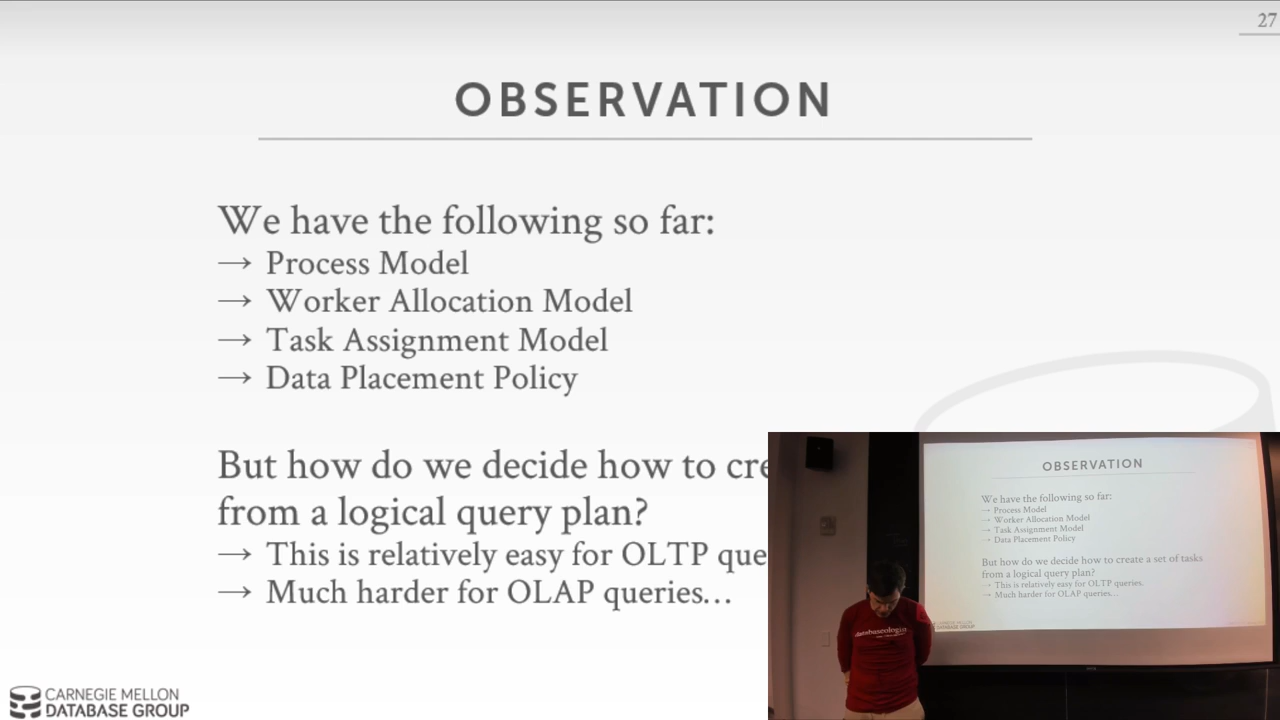 27
OBSERVATION
We have the following so far:
→ Process Model
→ Worker Allocation Model
→ Task Assignment Model
→ Data Placement Policy
But how do we decide how to cre
from a logical query plan?
→ This is relatively easy for OLTP que
→ Much harder for OLAP queries…
CARNEGIE MELLON
DATABASE GROUP
OBSERVATION
We have the following so far:
→ Process Model
→ Worker Allocation Model
→ Task Assignment Model
→ Data Placement Policy
But how do we decide how to create a set of tasks
from a logical query plan?
→ This is relatively easy for OLTP queries.
→ Much harder for OLAP queries…
DATABASE GROUP
databaseologist